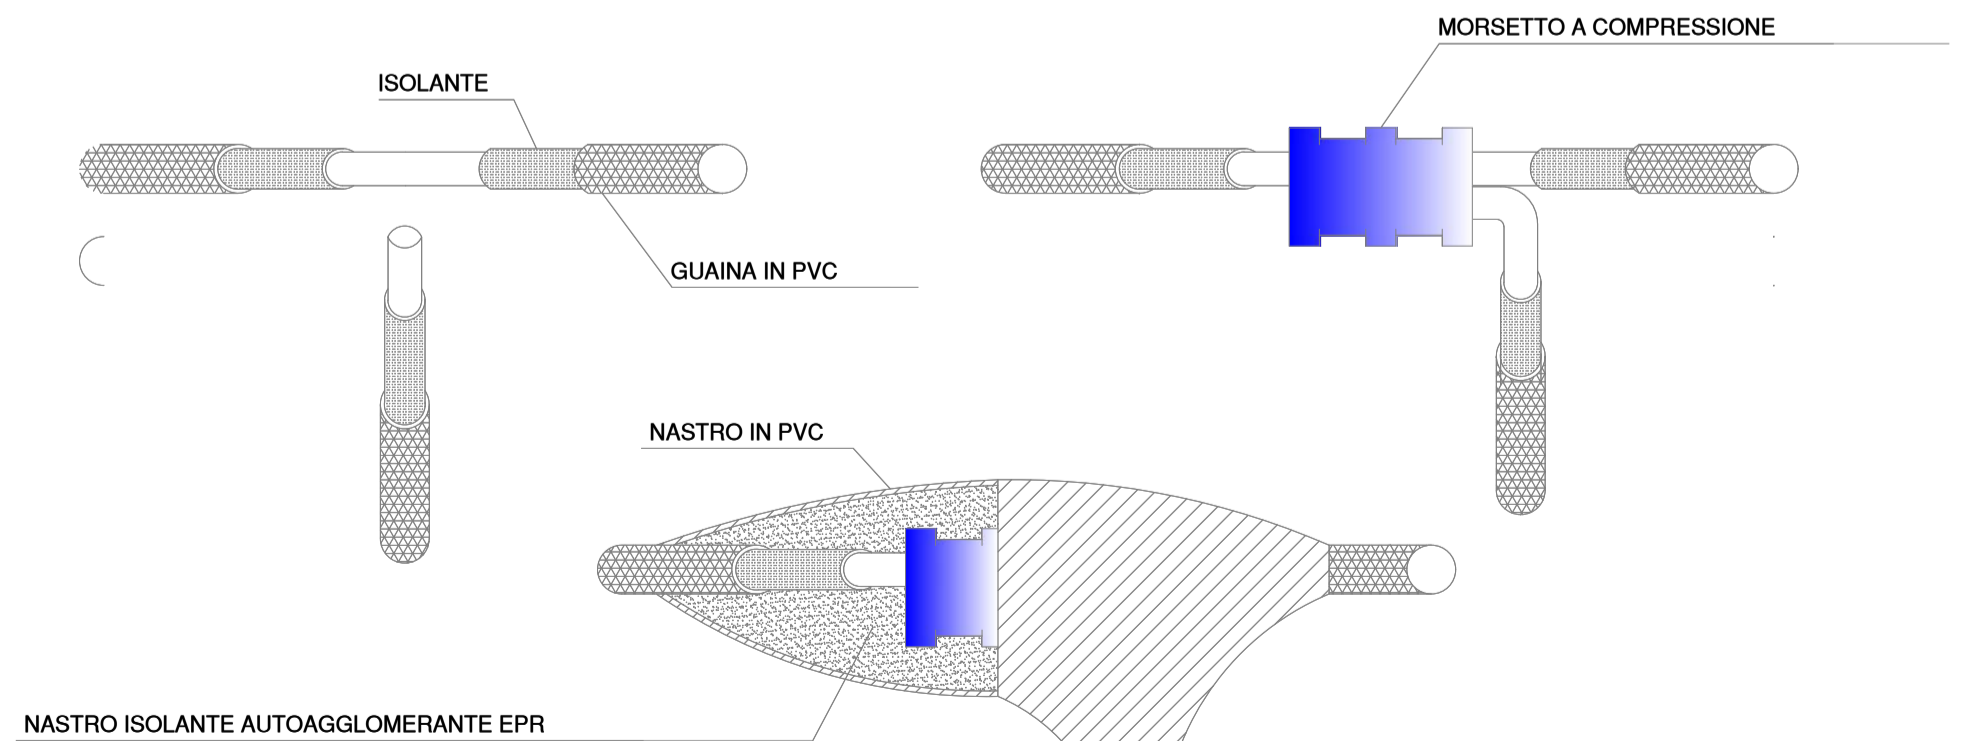 MORSETTO A COMPRESSIONE
ISOLANTE
GUAINA IN PVC
NASTRO IN PVC
NASTRO ISOLANTE AUTOAGGLOMERANTE EPR